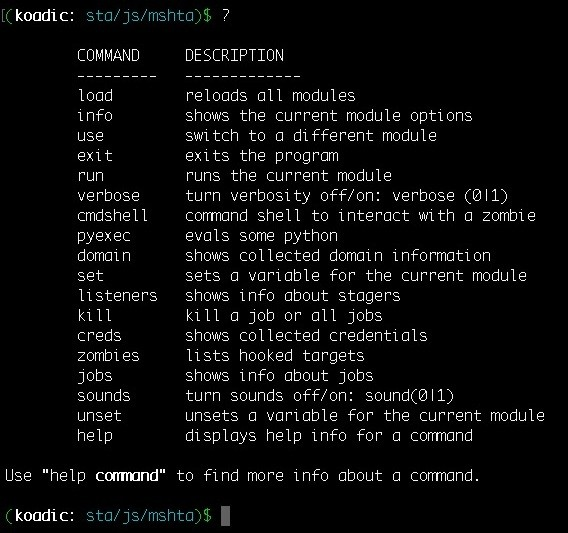 [(koadic: sta/js/mshta)$ ?
COMMAND DESCRIPTION
--------- -------------
load reloads all modules
info shows the current module options
use switch to a different module
exit exits the program
run runs the current module
verbose turn verbosity off/on: verbose (0|1)
cmdshell command shell to interact with a zombie
pyexec evals some python
domain shows collected domain information
set sets a variable for the current module
listeners shows info about stagers
kill kill a job or all jobs
creds shows collected credentials
zombies lists hooked targets
jobs shows info about jobs
sounds turn sounds off/on: sound(0|1)
unset unsets a variable for the current module
help displays help info for a command
Use "help command" to find more info about a command.
(koadic: sta/js/mshta)$